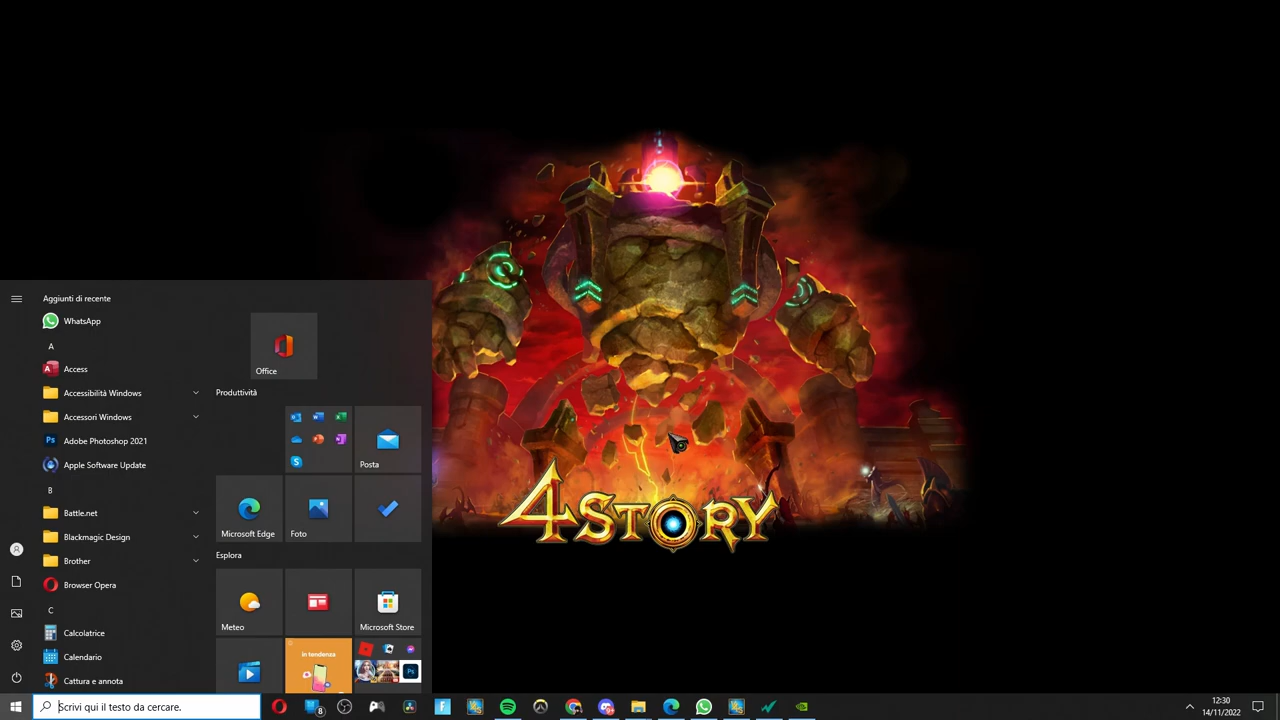 Aggiunti di recente
WhatsApp
A
Access
Accessibilità Windows
Accessori Windows
Adobe Photoshop 2021
Apple Software Update
B
Battle.net
Blackmagic Design
Brother
Browser Opera
C
Calcolatrice
Calendario
Cattura e annota
Office
Produttività
Posta
Microsoft Edge
Foto
Esplora
Meteo
Microsoft Store
in tendenza
4STORY
Scrivi qui il testo da cercare.
8
12:30
14/11/2022